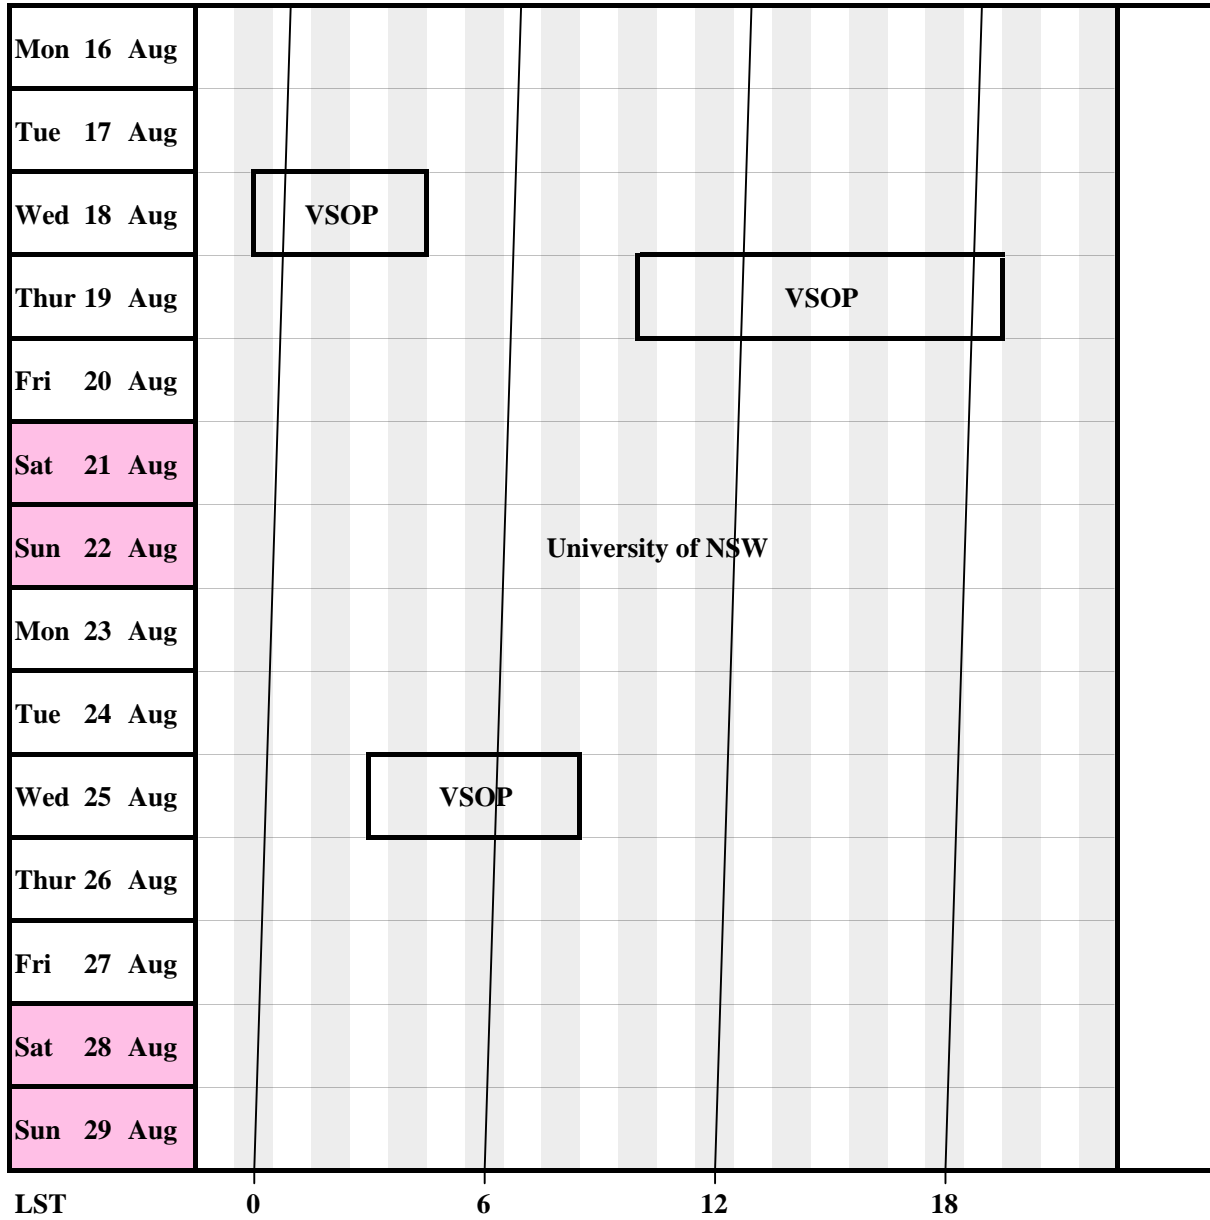 Mon 16 Aug
Tue 17 Aug
Wed 18 Aug VSOP
Thur 19 Aug VSOP
Fri 20 Aug
Sat 21 Aug
Sun 22 Aug University of NSW
Mon 23 Aug
Tue 24 Aug
Wed 25 Aug VSOP
Thur 26 Aug
Fri 27 Aug
Sat 28 Aug
Sun 29 Aug
LST 0 6 12 18